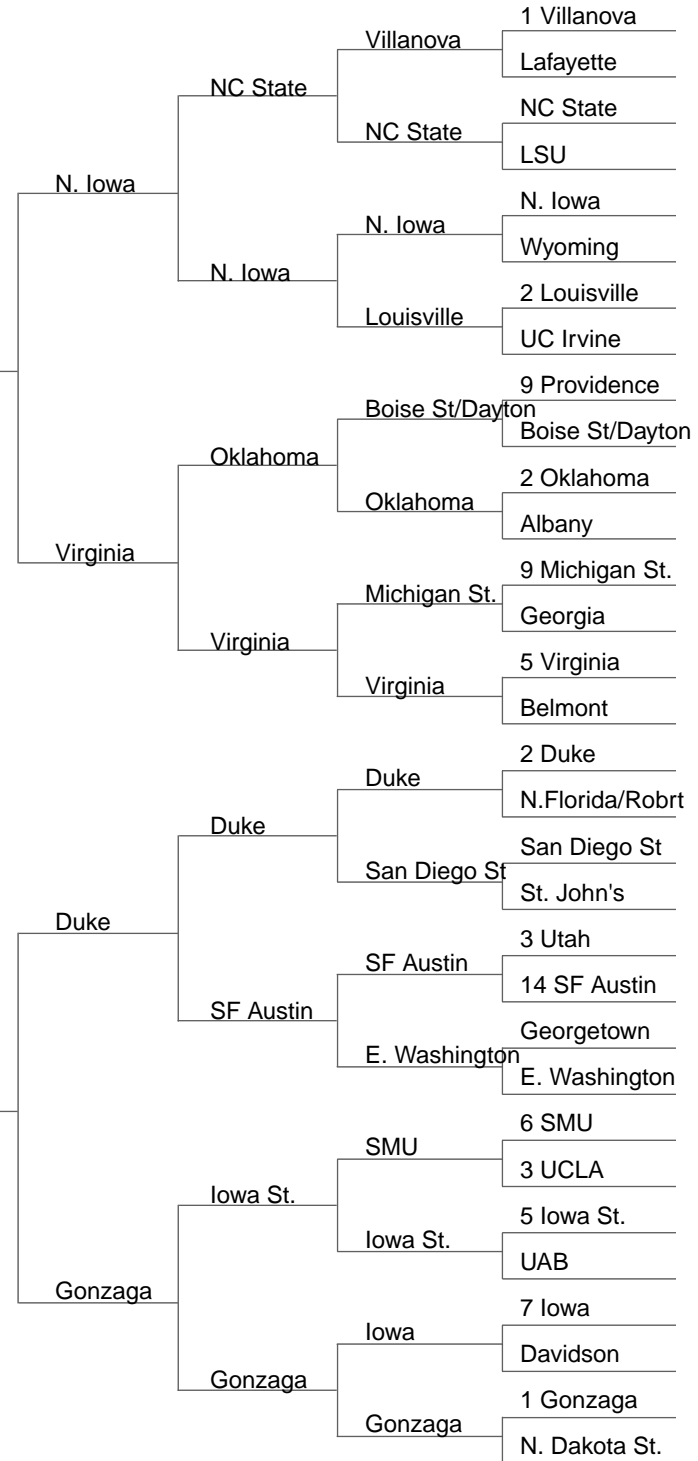 1 Villanova
Villanova
Lafayette
NC State
NC State
NC State
LSU
N. Iowa
N. Iowa
N. Iowa
Wyoming
N. Iowa
2 Louisville
Louisville
UC Irvine
9 Providence
Boise St/Dayton
Boise St/Dayton
Oklahoma
2 Oklahoma
Oklahoma
Albany
Virginia
9 Michigan St.
Michigan St.
Georgia
Virginia
5 Virginia
Virginia
Belmont
2 Duke
Duke
N.Florida/Robrt
Duke
San Diego St
San Diego St
St. John's
Duke
3 Utah
SF Austin
14 SF Austin
SF Austin
Georgetown
E. Washington
E. Washington
6 SMU
SMU
3 UCLA
Iowa St.
5 Iowa St.
Iowa St.
UAB
Gonzaga
7 Iowa
Iowa
Davidson
Gonzaga
1 Gonzaga
Gonzaga
N. Dakota St.